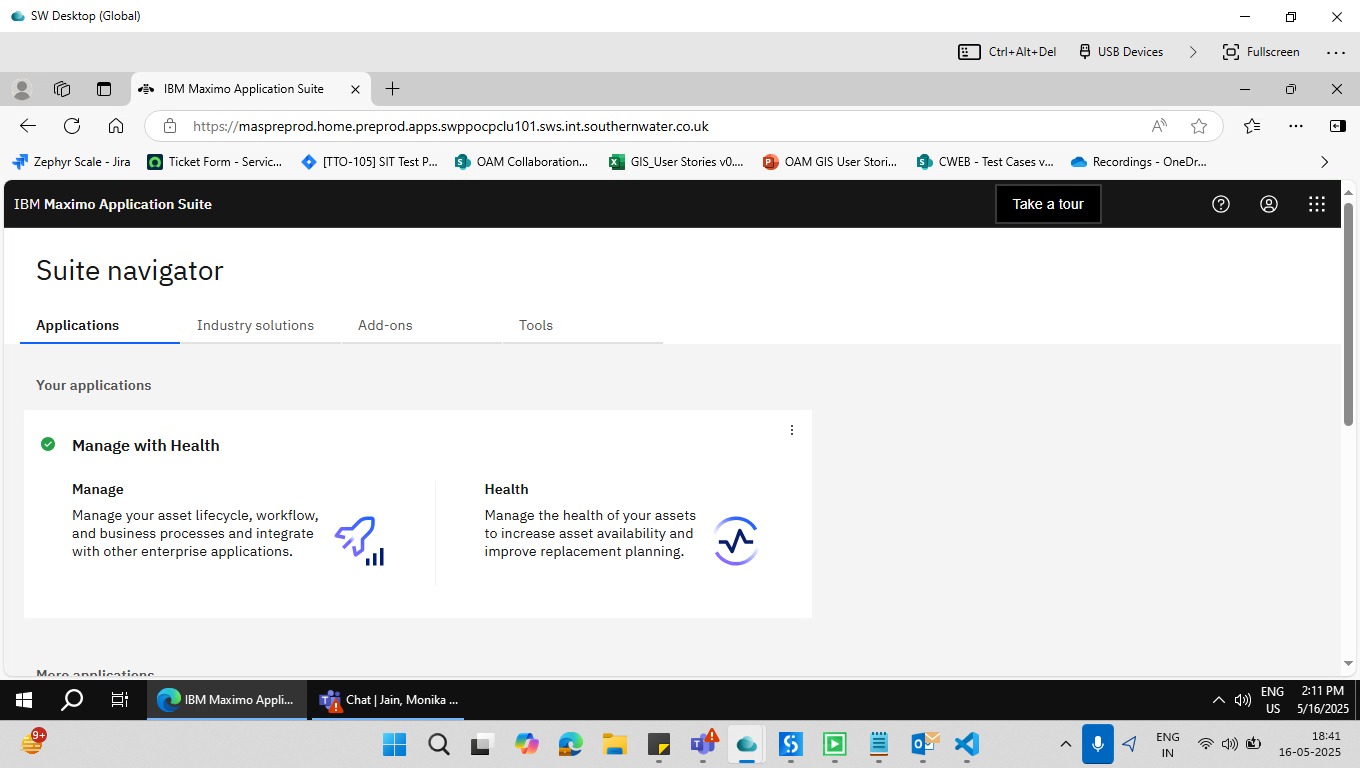 SW Desktop (Global)
Ctrl+Alt+Del USB Devices Fullscreen
IBM Maximo Application Suite
https://maspreprod.home.preprod.apps.swppocpclu101.sws.int.southernwater.co.uk
Zephyr Scale - Jira Ticket Form - Servic... [TTO-105] SIT Test P... OAM Collaboration... GIS_User Stories v0.... OAM GIS User Stori... CWEB - Test Cases v... Recordings - OneDr...
IBM Maximo Application Suite Take a tour
Suite navigator
Applications Industry solutions Add-ons Tools
Your applications
Manage with Health
Manage
Manage your asset lifecycle, workflow,
and business processes and integrate
with other enterprise applications.
Health
Manage the health of your assets
to increase asset availability and
improve replacement planning.
More applications
IBM Maximo Appli... Chat | Jain, Monika ... ENG 2:11 PM
US 5/16/2025
9+ ENG 18:41
IN 16-05-2025